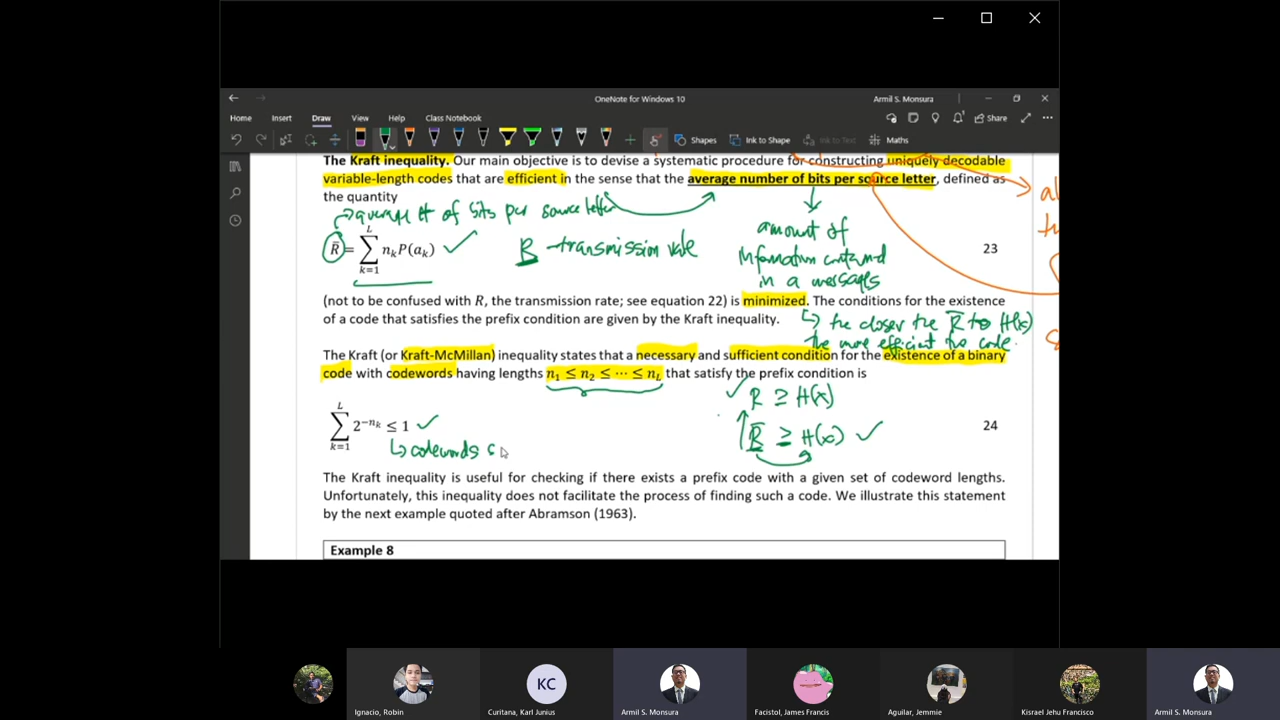 OneNote for Windows 10
Armil S. Monsura
Home Insert Draw View Help Class Notebook
Share
Shapes Ink to Shape Ink to Text Maths
The Kraft inequality. Our main objective is to devise a systematic procedure for constructing uniquely decodable
variable-length codes that are efficient in the sense that the average number of bits per source letter, defined as
the quantity
average # of bits per source letter
R̄ = ∑ₖ₌₁ᴸ nₖP(aₖ)
R - transmission rate
amount of
information contained
in a messages
23
(not to be confused with R, the transmission rate; see equation 22) is minimized. The conditions for the existence
of a code that satisfies the prefix condition are given by the Kraft inequality.
↳ the closer the R̄ to H(x)
the more efficient the code.
The Kraft (or Kraft-McMillan) inequality states that a necessary and sufficient condition for the existence of a binary
code with codewords having lengths n₁ ≤ n₂ ≤ ⋯ ≤ n_L that satisfy the prefix condition is
R ≥ H(x)
∑ₖ₌₁ᴸ 2^(-nₖ) ≤ 1
R̄ ≥ H(x)
24
↳ codewords
The Kraft inequality is useful for checking if there exists a prefix code with a given set of codeword lengths.
Unfortunately, this inequality does not facilitate the process of finding such a code. We illustrate this statement
by the next example quoted after Abramson (1963).
Example 8
KC
Ignacio, Robin
Curitana, Karl Junius
Armil S. Monsura
Facistol, James Francis
Aguilar, Jemmie
Kisrael Jehu Francisco
Armil S. Monsura